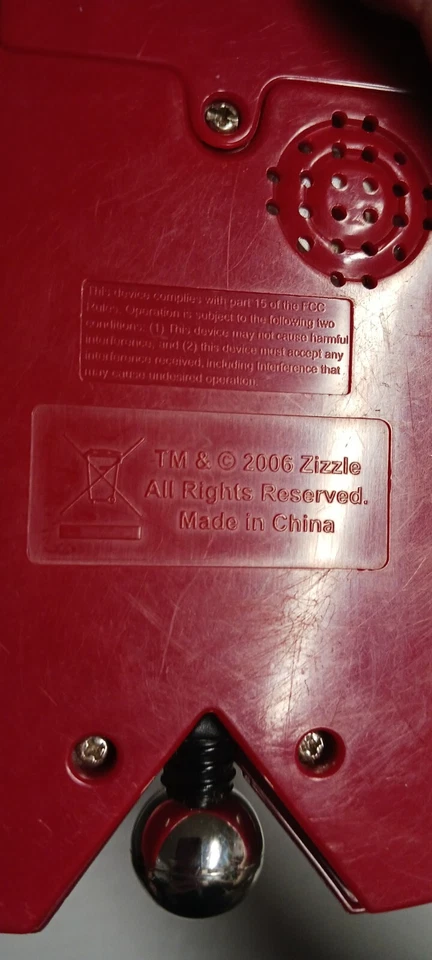 This device complies with part 15 of the FCC
Rules. Operation is subject to the following two
conditions: (1) This device may not cause harmful
interference, and (2) this device must accept any
interference received, including interference that
may cause undesired operation.
TM & © 2006 Zizzle
All Rights Reserved.
Made in China